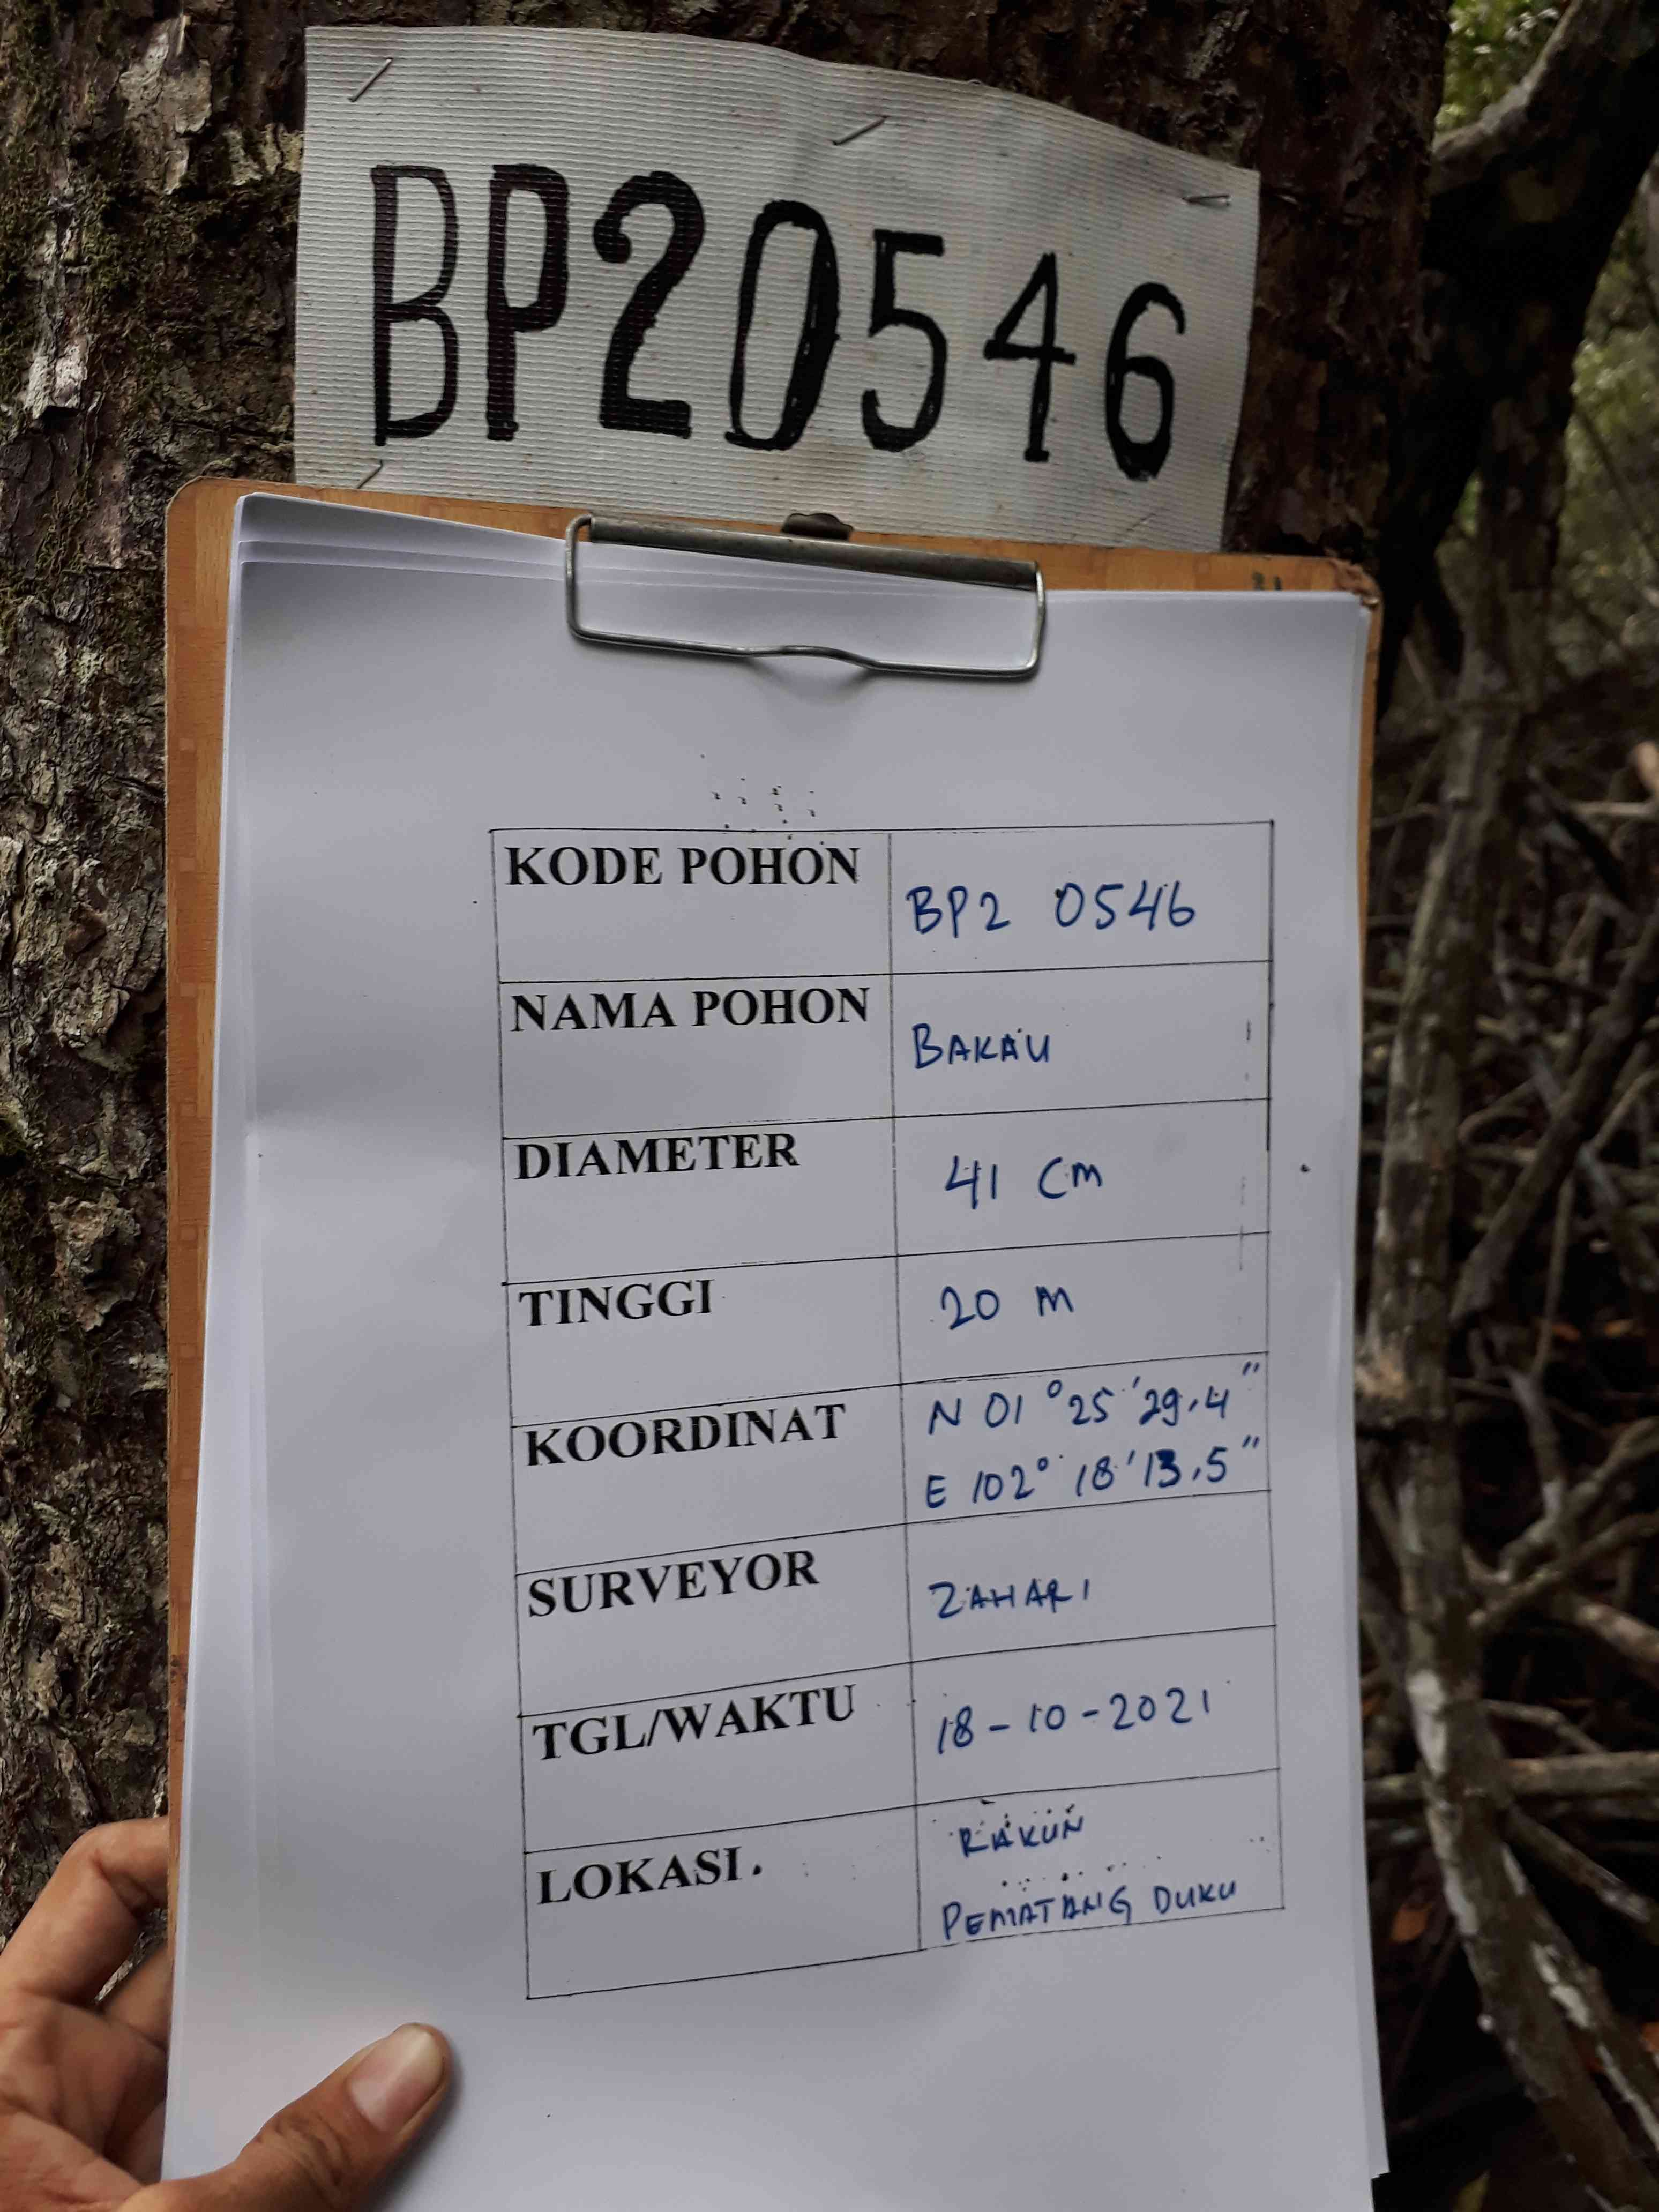 BP20546
KODE POHON BP2 0546
NAMA POHON BAKAU
DIAMETER 41 cm
TINGGI 20 M
KOORDINAT N 01°25'29.4"
E 102°18'13.5"
SURVEYOR ZAHARI
TGL/WAKTU 18-10-2021
LOKASI. RAKUN
PEMATANG DUKU